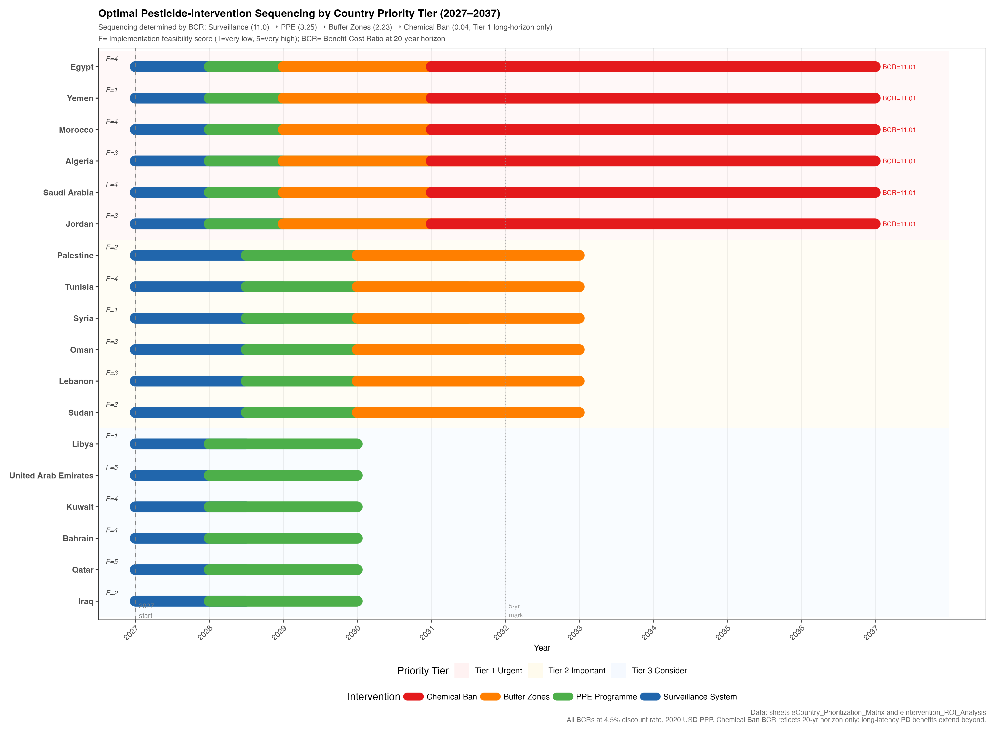 Optimal Pesticide-Intervention Sequencing by Country Priority Tier (2027–2037)
Sequencing determined by BCR: Surveillance (11.0) → PPE (3.25) → Buffer Zones (2.23) → Chemical Ban (0.04, Tier 1 long-horizon only)
F= Implementation feasibility score (1=very low, 5=very high); BCR= Benefit-Cost Ratio at 20-year horizon
F=4
Egypt
BCR=11.01
F=1
Yemen
BCR=11.01
F=4
Morocco
BCR=11.01
F=3
Algeria
BCR=11.01
F=4
Saudi Arabia
BCR=11.01
F=3
Jordan
BCR=11.01
F=2
Palestine
F=4
Tunisia
F=1
Syria
F=3
Oman
F=3
Lebanon
F=2
Sudan
F=1
Libya
F=5
United Arab Emirates
F=4
Kuwait
F=4
Bahrain
F=5
Qatar
F=2
Iraq
2027
start
5-yr
mark
2027
2028
2029
2030
2031
2032
2033
2034
2035
2036
2037
Year
Priority Tier
Tier 1 Urgent
Tier 2 Important
Tier 3 Consider
Intervention
Chemical Ban
Buffer Zones
PPE Programme
Surveillance System
Data: sheets eCountry_Prioritization_Matrix and eIntervention_ROI_Analysis
All BCRs at 4.5% discount rate, 2020 USD PPP. Chemical Ban BCR reflects 20-yr horizon only; long-latency PD benefits extend beyond.